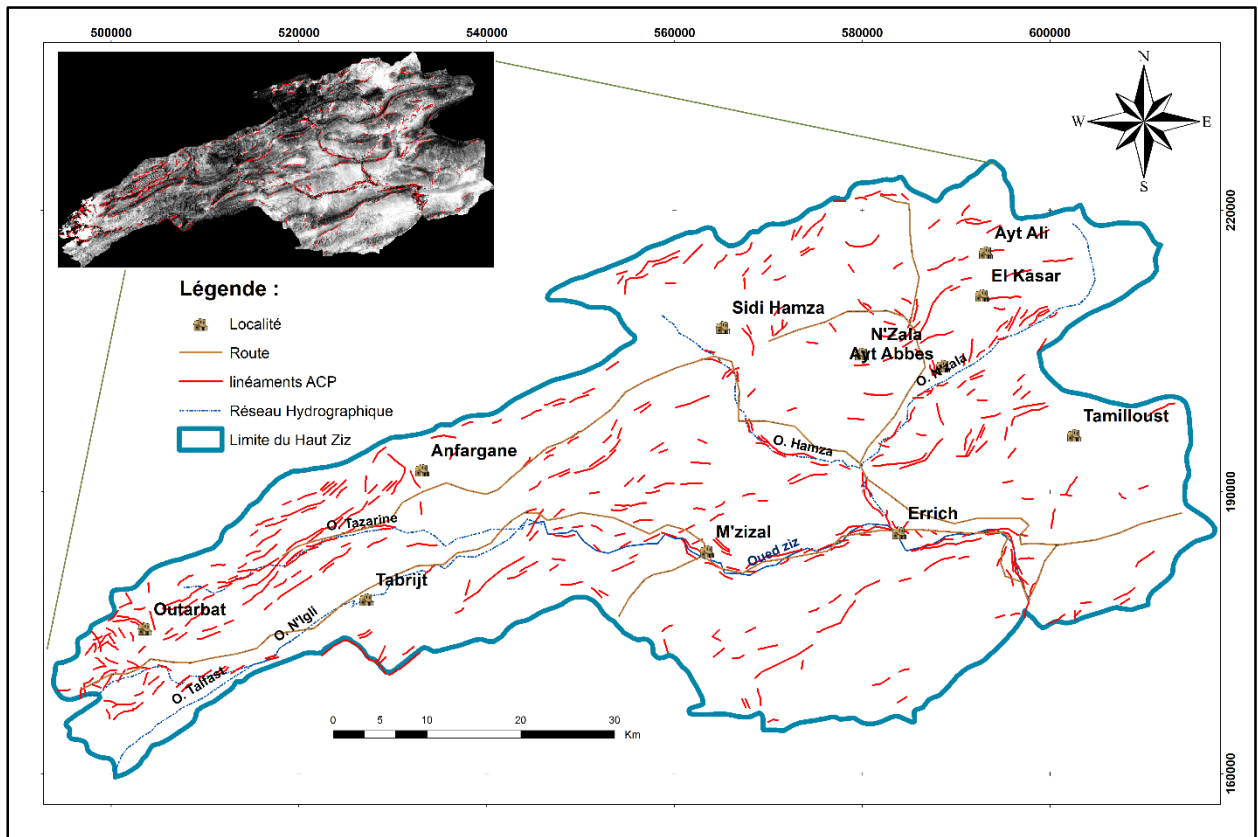 500000 520000 540000 560000 580000 600000
N
W E
S
220000
190000
160000
Légende :
Localité
Route
linéaments ACP
Réseau Hydrographique
Limite du Haut Ziz
Ayt Ali
El Kasar
Sidi Hamza
N'Zala
Ayt Abbes
O. N'zala
Tamilloust
O. Hamza
Anfargane
O. Tazarine
Errich
M'zizal
Oued ziz
Tabrijt
Outarbat
O. N'Igli
O. Talfast
0 5 10 20 30
Km